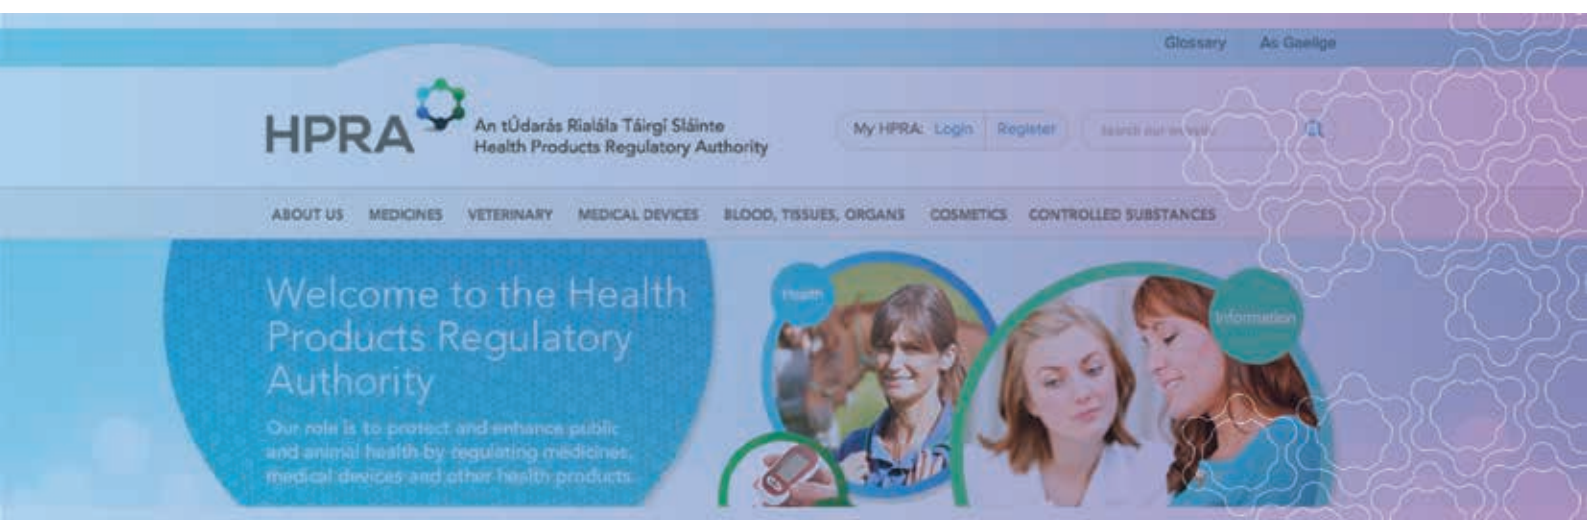 Glossary As Gaeilge
HPRA
An tÚdarás Rialála Táirgí Sláinte
Health Products Regulatory Authority
My HPRA: Login Register
search our
ABOUT US MEDICINES VETERINARY MEDICAL DEVICES BLOOD, TISSUES, ORGANS COSMETICS CONTROLLED SUBSTANCES
Welcome to the Health
Products Regulatory
Authority
Our role is to protect and enhance public
and animal health by regulating medicines,
medical devices and other health products.
Health
Information